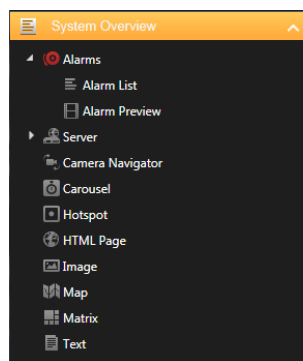 System Overview
Alarms
Alarm List
Alarm Preview
Server
Camera Navigator
Carousel
Hotspot
HTML Page
Image
Map
Matrix
Text